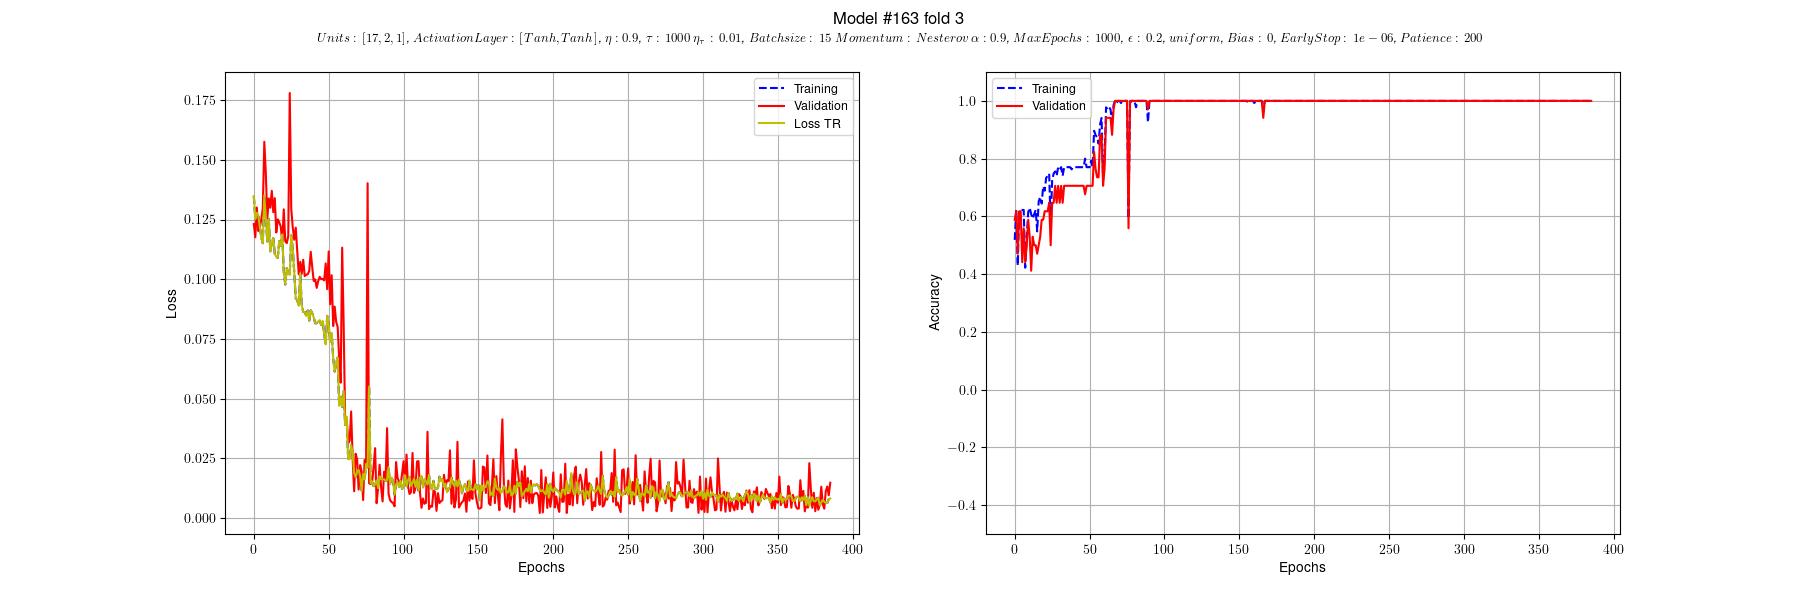 Model #163 fold 3
Units : [17, 2, 1], ActivationLayer : [Tanh, Tanh], η : 0.9, τ : 1000 η_τ : 0.01, Batchsize : 15 Momentum : Nesterov α : 0.9, MaxEpochs : 1000, ϵ : 0.2, uniform, Bias : 0, EarlyStop : 1e − 06, Patience : 200
Loss
0.175
0.150
0.125
0.100
0.075
0.050
0.025
0.000
Training
Validation
Loss TR
0 50 100 150 200 250 300 350 400
Epochs
Accuracy
1.0
0.8
0.6
0.4
0.2
0.0
−0.2
−0.4
Training
Validation
0 50 100 150 200 250 300 350 400
Epochs